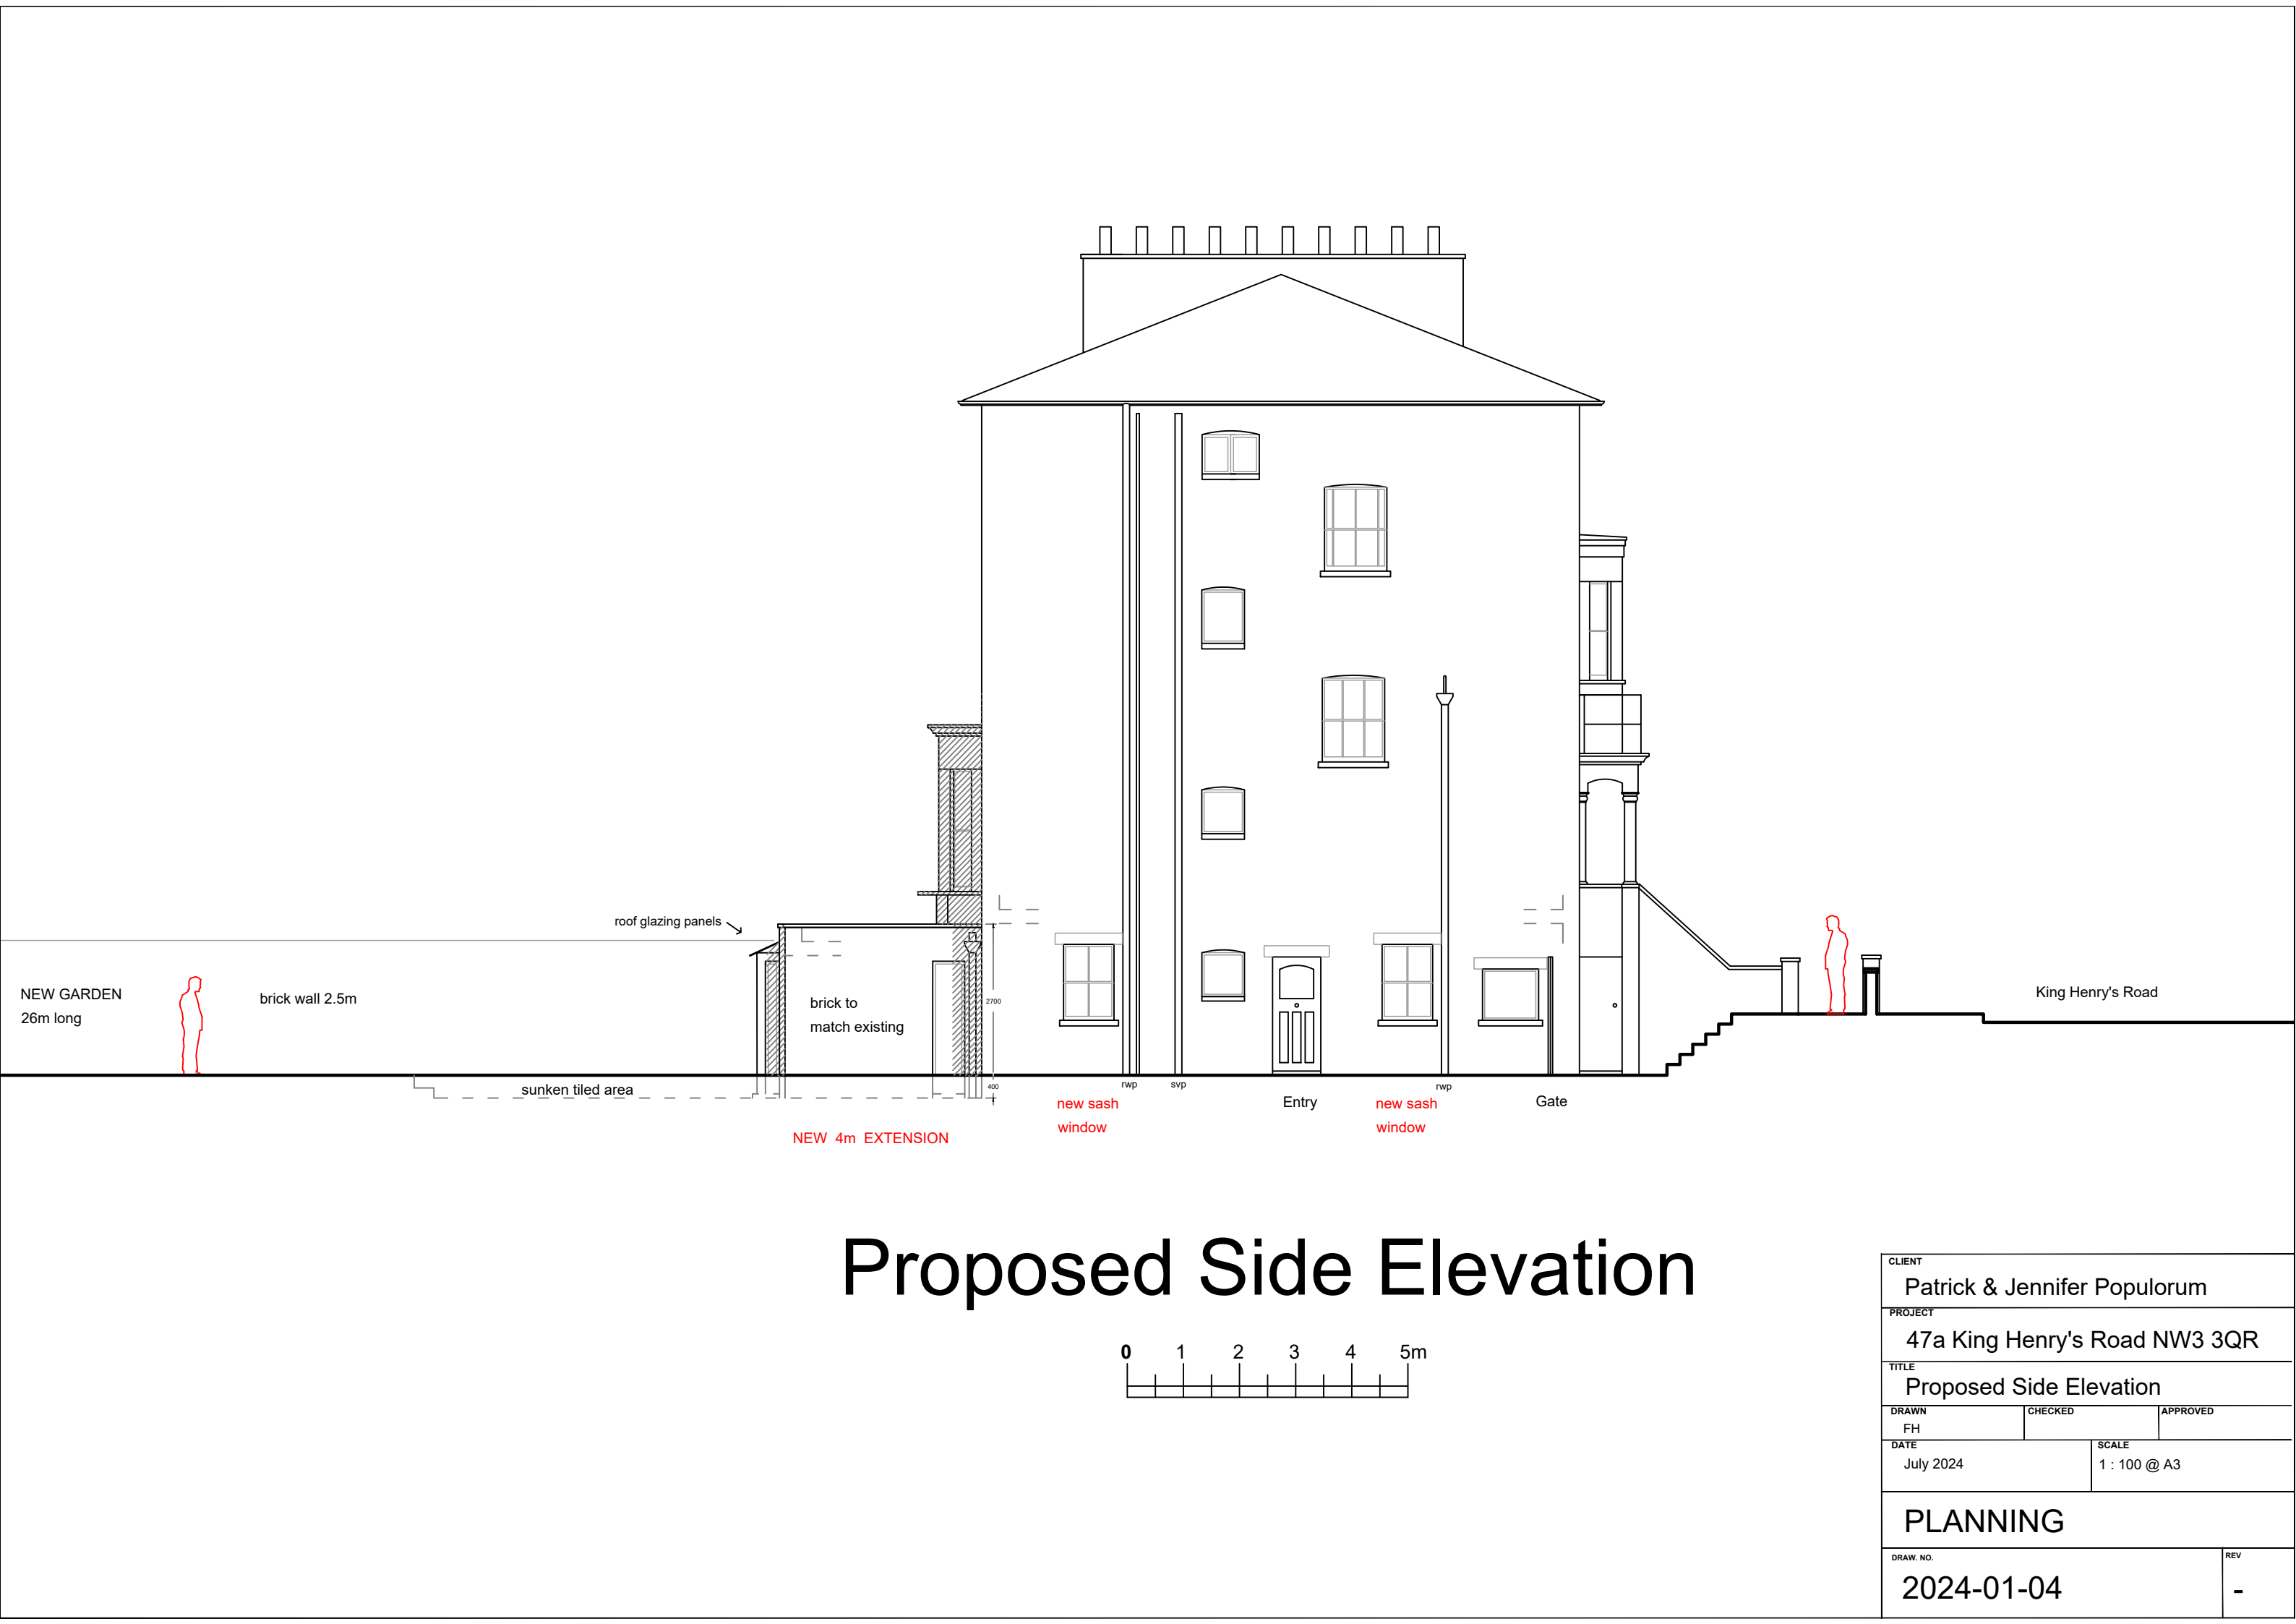 roof glazing panels
NEW GARDEN
26m long
brick wall 2.5m
brick to
match existing
2700
400
King Henry's Road
sunken tiled area
rwp
svp
rwp
new sash
window
Entry
new sash
window
Gate
NEW 4m EXTENSION
Proposed Side Elevation
0 1 2 3 4 5m
CLIENT
Patrick & Jennifer Populorum
PROJECT
47a King Henry's Road NW3 3QR
TITLE
Proposed Side Elevation
DRAWN CHECKED APPROVED
FH
DATE SCALE
July 2024 1 : 100 @ A3
PLANNING
DRAW. NO. REV
2024-01-04 -